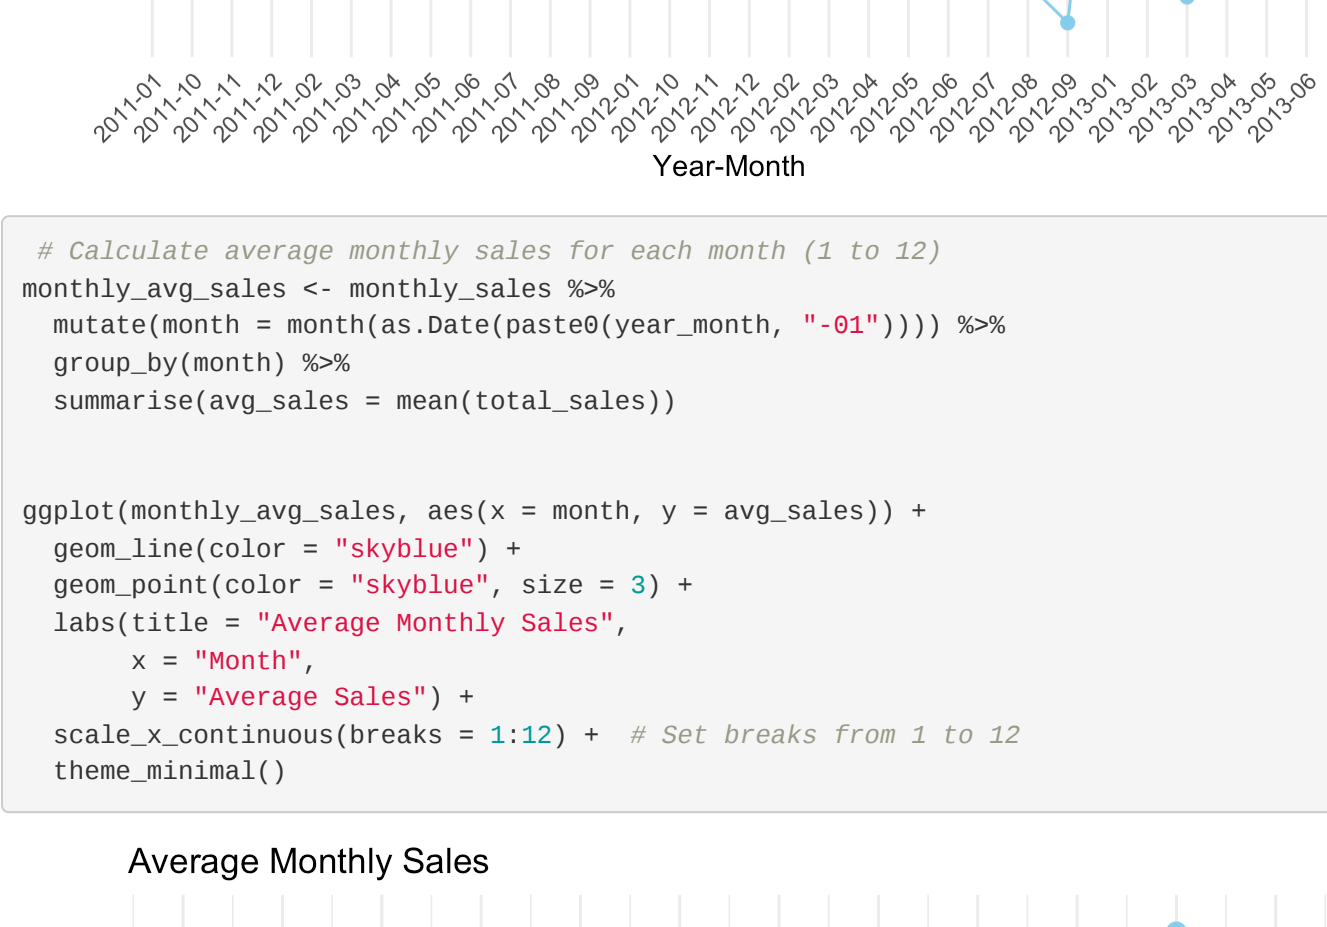 2011-01
2011-10
2011-11
2011-12
2011-02
2011-03
2011-04
2011-05
2011-06
2011-07
2011-08
2011-09
2012-01
2012-10
2012-11
2012-12
2012-02
2012-03
2012-04
2012-05
2012-06
2012-07
2012-08
2012-09
2013-01
2013-02
2013-03
2013-04
2013-05
2013-06
Year-Month
# Calculate average monthly sales for each month (1 to 12)
monthly_avg_sales <- monthly_sales %>%
  mutate(month = month(as.Date(paste0(year_month, "-01")))) %>%
  group_by(month) %>%
  summarise(avg_sales = mean(total_sales))
ggplot(monthly_avg_sales, aes(x = month, y = avg_sales)) +
  geom_line(color = "skyblue") +
  geom_point(color = "skyblue", size = 3) +
  labs(title = "Average Monthly Sales",
       x = "Month",
       y = "Average Sales") +
  scale_x_continuous(breaks = 1:12) +  # Set breaks from 1 to 12
  theme_minimal()
Average Monthly Sales